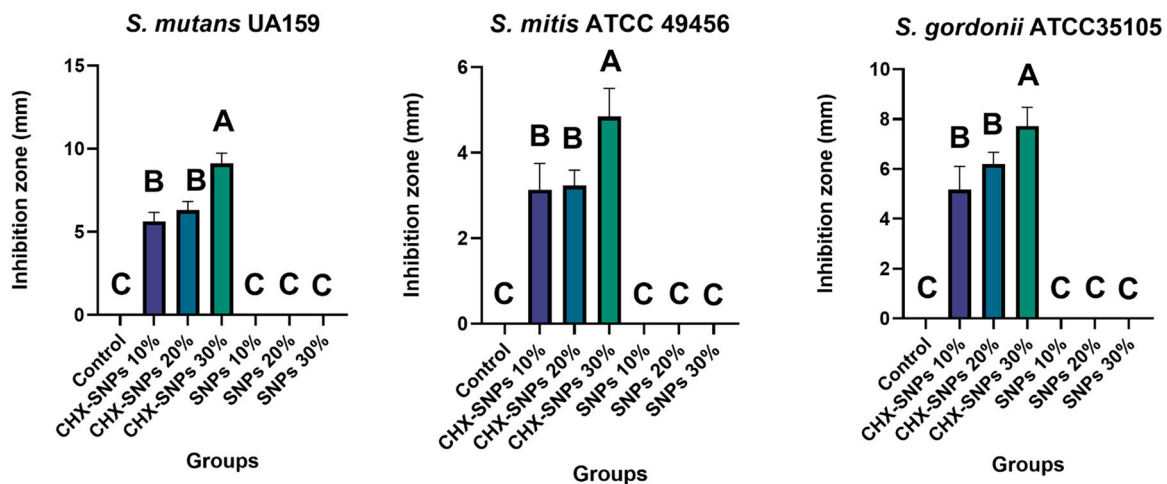 S. mutans UA159
15
10
5
0
Inhibition zone (mm)
C
B
B
A
C
C
C
Control
CHX-SNPs 10%
CHX-SNPs 20%
CHX-SNPs 30%
SNPs 10%
SNPs 20%
SNPs 30%
Groups
S. mitis ATCC 49456
6
4
2
0
Inhibition zone (mm)
C
B
B
A
C
C
C
Control
CHX-SNPs 10%
CHX-SNPs 20%
CHX-SNPs 30%
SNPs 10%
SNPs 20%
SNPs 30%
Groups
S. gordonii ATCC35105
10
8
6
4
2
0
Inhibition zone (mm)
C
B
B
A
C
C
C
Control
CHX-SNPs 10%
CHX-SNPs 20%
CHX-SNPs 30%
SNPs 10%
SNPs 20%
SNPs 30%
Groups